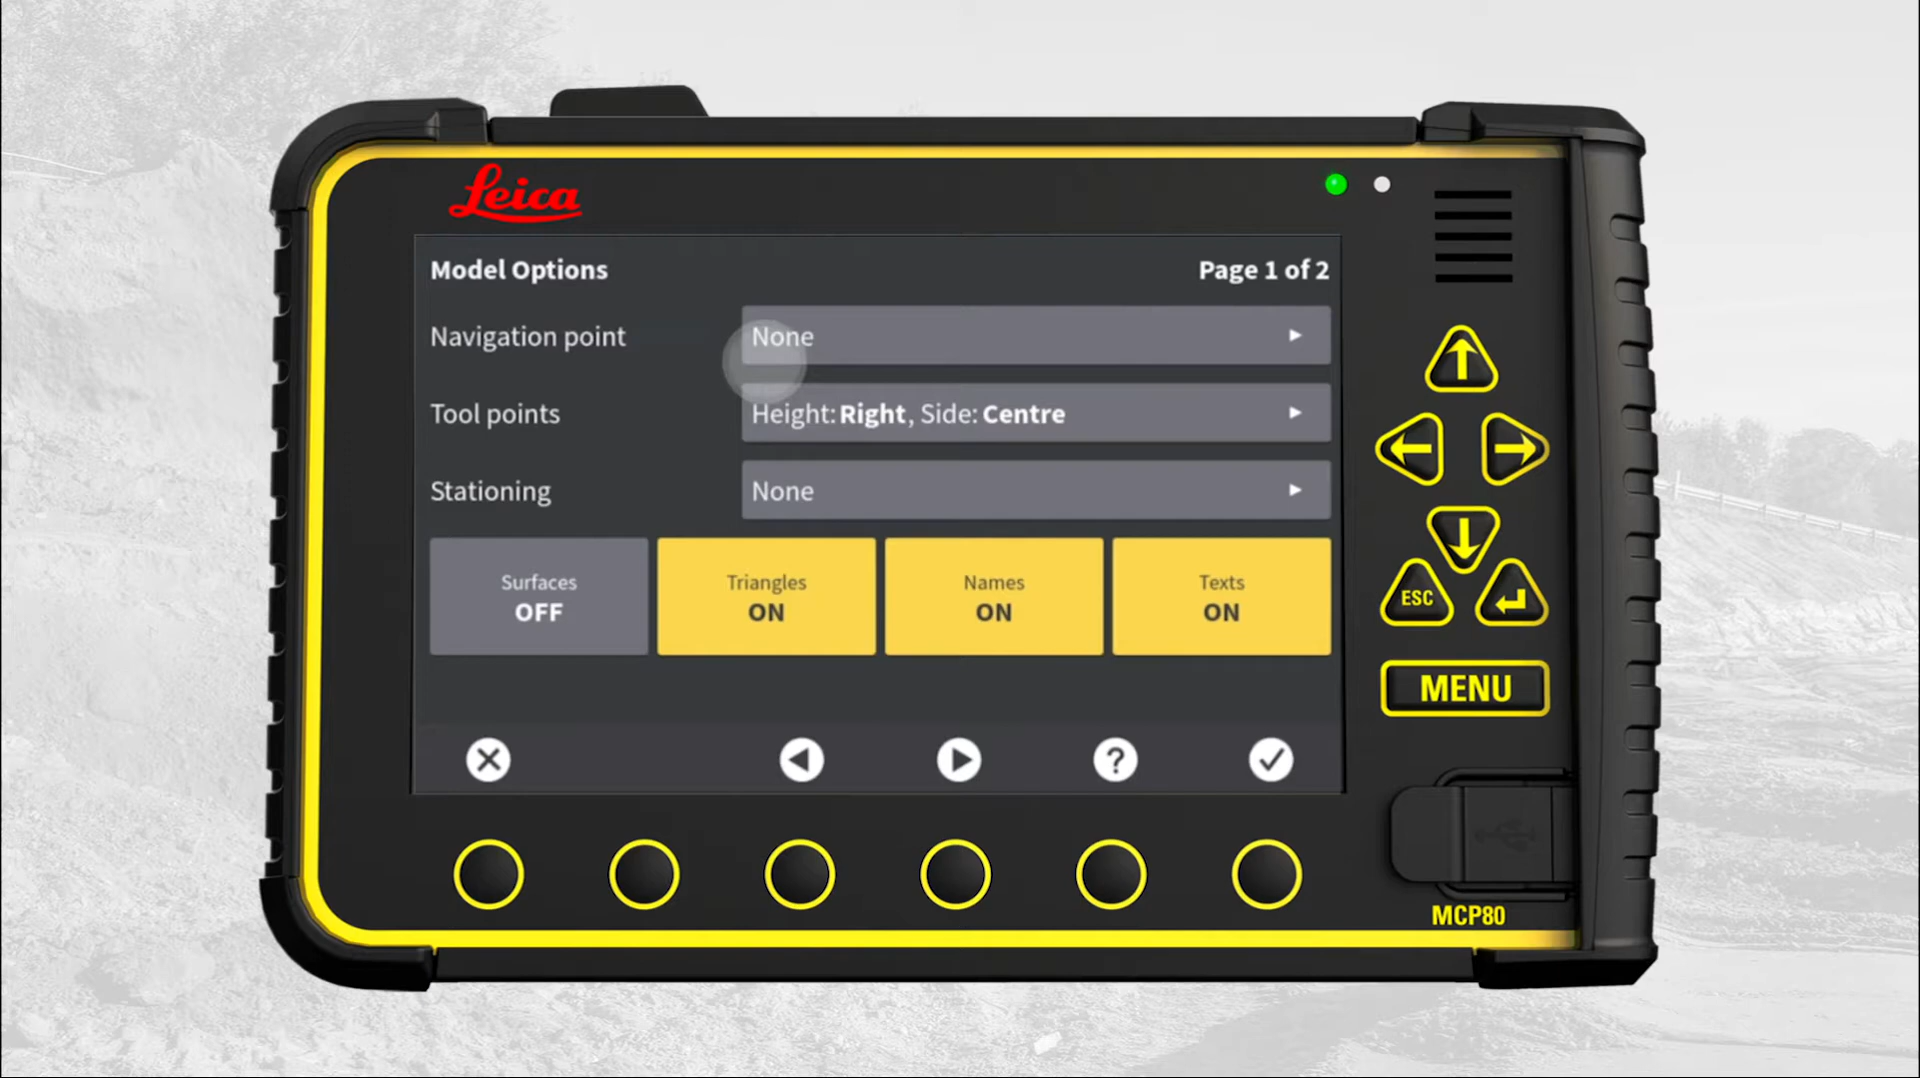 Leica
Model Options Page 1 of 2
Navigation point None
Tool points Height: Right, Side: Centre
Stationing None
Surfaces Triangles Names Texts
OFF ON ON ON
?
ESC
MENU
MCP80